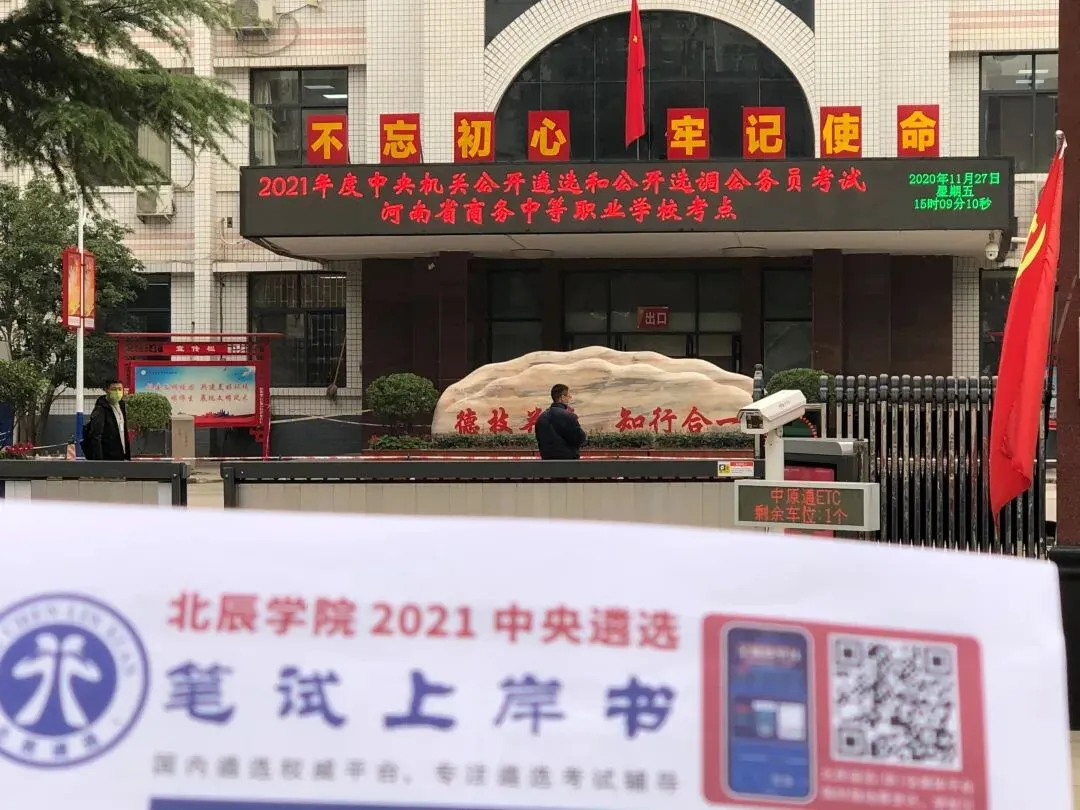 不忘初心 牢记使命
2021年度中央机关公开遴选和公开选调公务员考试
河南省商务中等职业学校考点
2020年11月27日
星期五
15时09分10秒
出口
宣传栏
知行合一
中原通ETC
剩余车位:1个
北辰学院 2021 中央遴选
笔试上岸书
国内遴选权威平台、专注遴选考试辅导